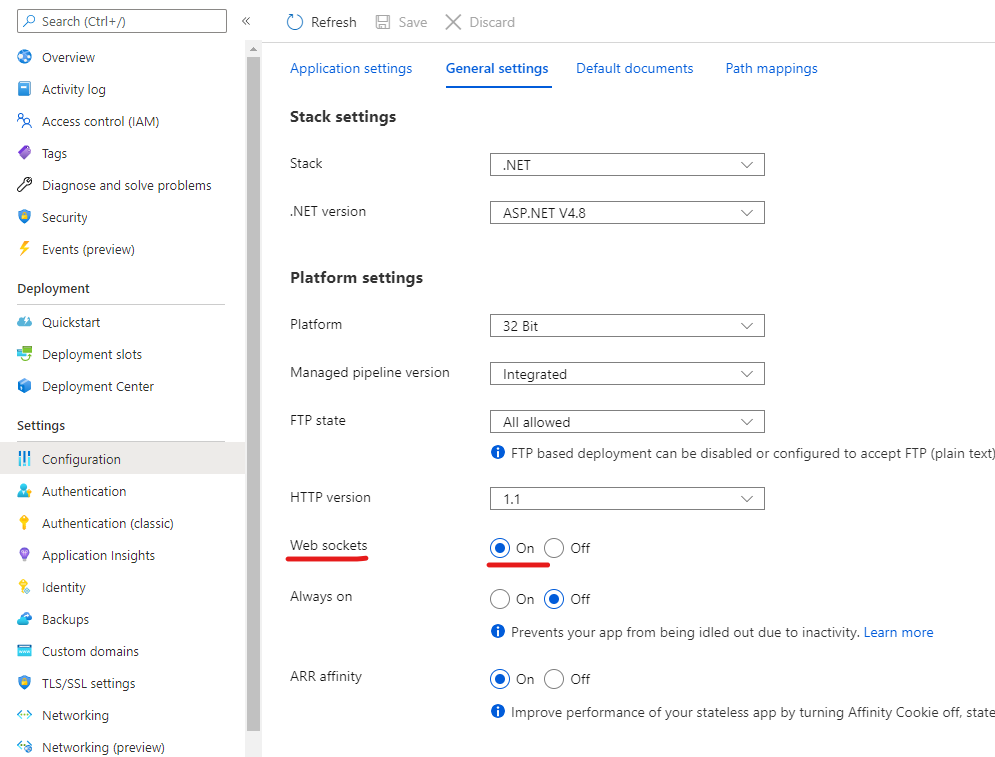 Search (Ctrl+/)
«
Overview
Activity log
Access control (IAM)
Tags
Diagnose and solve problems
Security
Events (preview)
Deployment
Quickstart
Deployment slots
Deployment Center
Settings
Configuration
Authentication
Authentication (classic)
Application Insights
Identity
Backups
Custom domains
TLS/SSL settings
Networking
Networking (preview)
Refresh Save Discard
Application settings General settings Default documents Path mappings
Stack settings
Stack .NET
.NET version ASP.NET V4.8
Platform settings
Platform 32 Bit
Managed pipeline version Integrated
FTP state All allowed
FTP based deployment can be disabled or configured to accept FTP (plain text)
HTTP version 1.1
Web sockets On Off
Always on On Off
Prevents your app from being idled out due to inactivity. Learn more
ARR affinity On Off
Improve performance of your stateless app by turning Affinity Cookie off, state